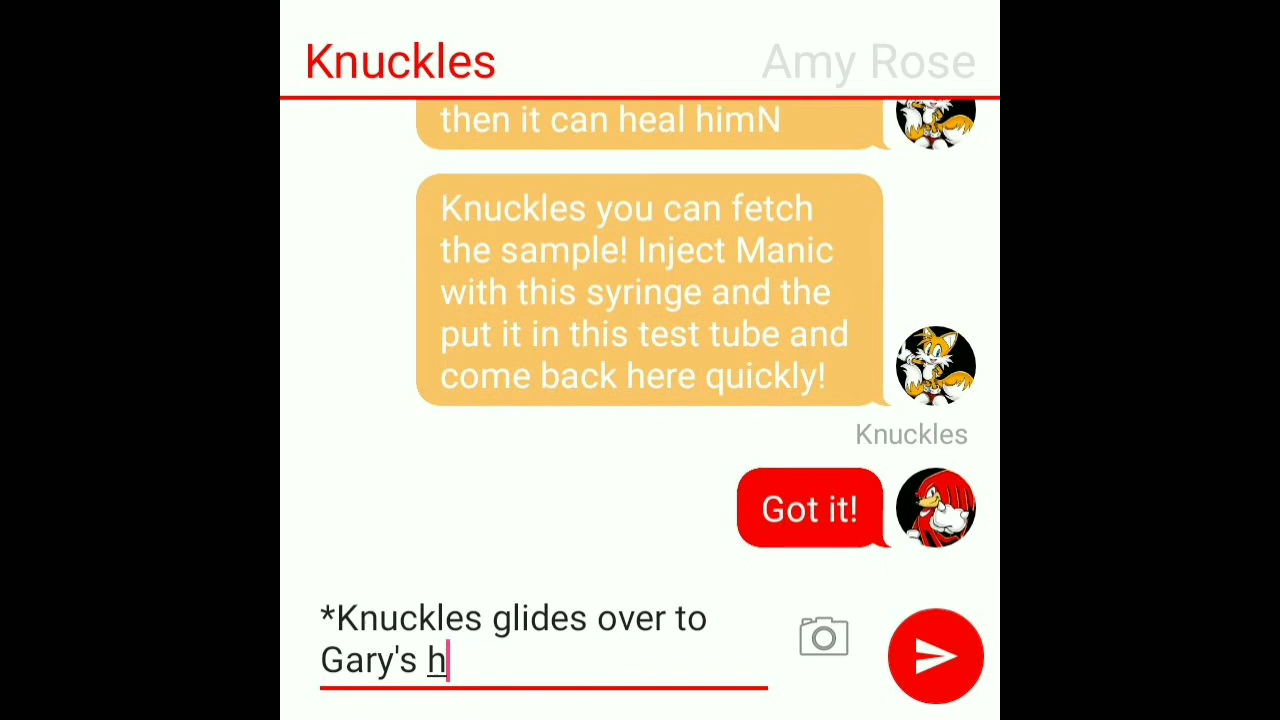 Knuckles
Amy Rose
then it can heal himN
Knuckles you can fetch
the sample! Inject Manic
with this syringe and the
put it in this test tube and
come back here quickly!
Knuckles
Got it!
*Knuckles glides over to
Gary's h